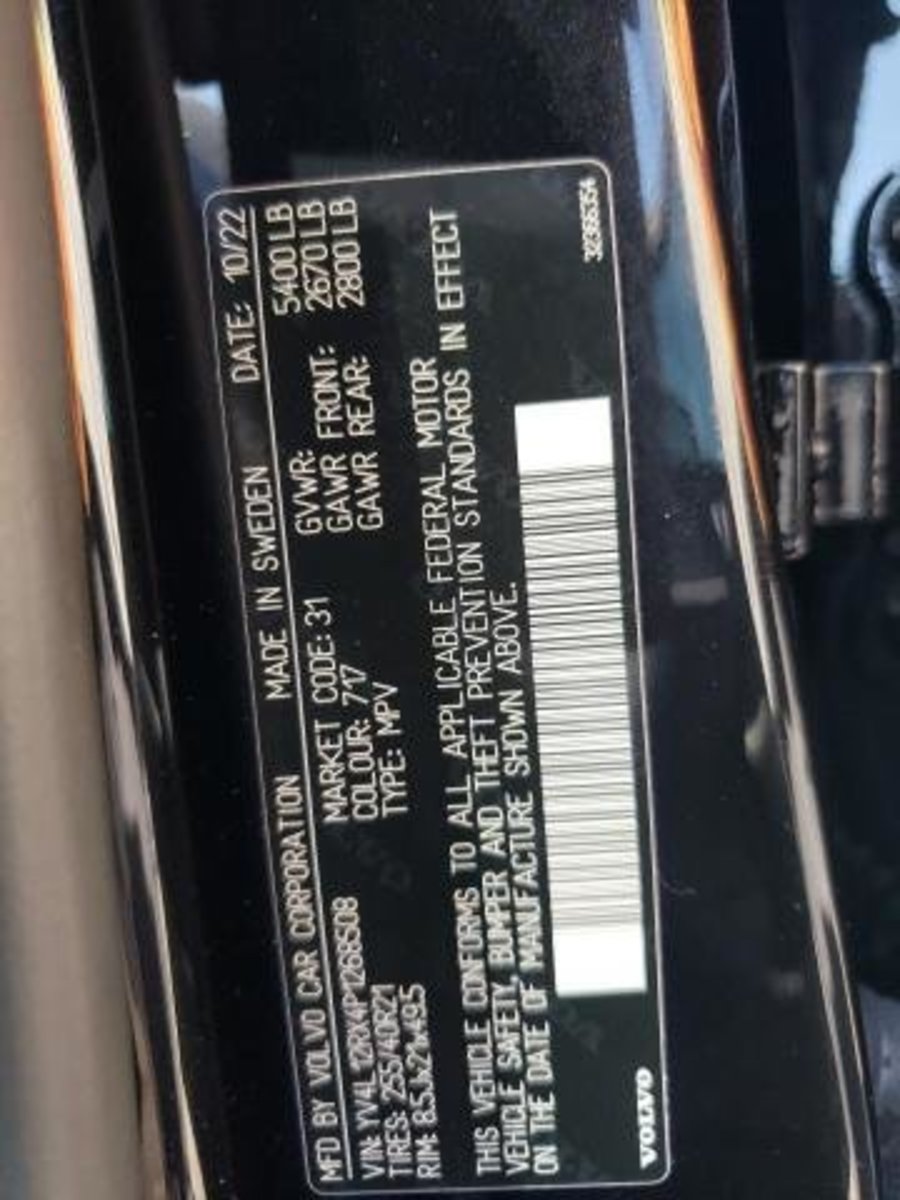 MFD BY VOLVO CAR CORPORATION MADE IN SWEDEN DATE: 10/22
VIN: YV4L12RX4P1268508 MARKET CODE: 31 GVWR: 5400 LB
TIRES: 255/40R21 COLOUR: 717 GAWR FRONT: 2670 LB
RIM: 8.5Jx21x49.5 TYPE: MPV GAWR REAR: 2800 LB
THIS VEHICLE CONFORMS TO ALL APPLICABLE FEDERAL MOTOR
VEHICLE SAFETY, BUMPER AND THEFT PREVENTION STANDARDS IN EFFECT
ON THE DATE OF MANUFACTURE SHOWN ABOVE.
VOLVO 32366354